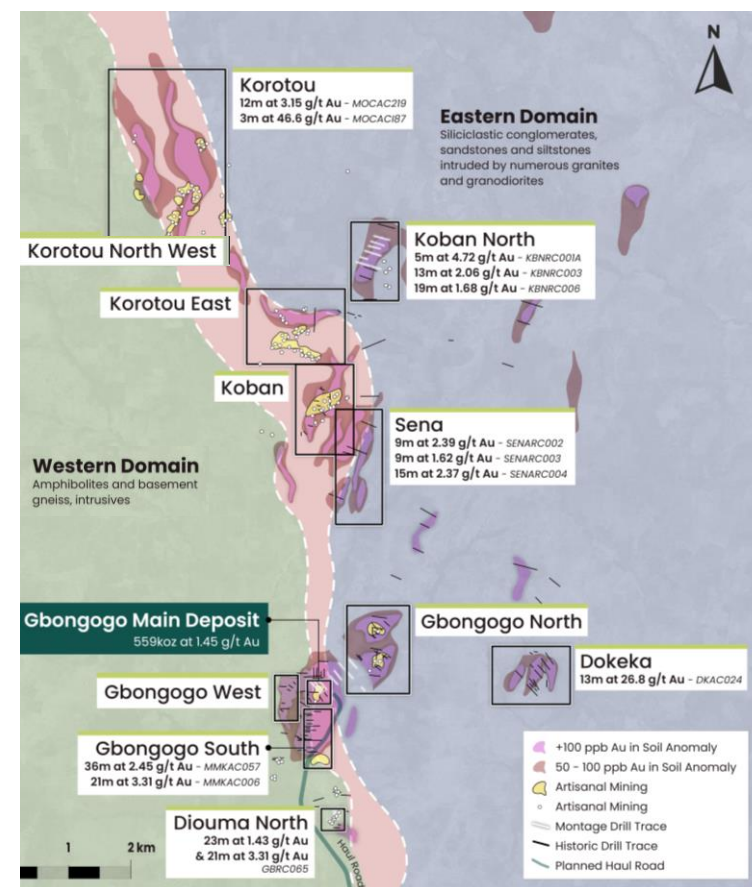 N
Korotou
12m at 3.15 g/t Au - MOCAC219
3m at 46.6 g/t Au - MOCAC187
Eastern Domain
Siliciclastic conglomerates,
sandstones and siltstones
intruded by numerous granites
and granodiorites
Korotou North West
Koban North
5m at 4.72 g/t Au - KBNRC001A
13m at 2.06 g/t Au - KBNRC003
19m at 1.68 g/t Au - KBNRC006
Korotou East
Koban
Sena
9m at 2.39 g/t Au - SENARC002
9m at 1.62 g/t Au - SENARC003
15m at 2.37 g/t Au - SENARC004
Western Domain
Amphibolites and basement
gneiss, intrusives
Gbongogo Main Deposit
559koz at 1.45 g/t Au
Gbongogo North
Dokeka
13m at 26.8 g/t Au - DKAC024
Gbongogo West
Gbongogo South
36m at 2.45 g/t Au - MMKAC057
21m at 3.31 g/t Au - MMKAC006
Diouma North
23m at 1.43 g/t Au
& 21m at 3.31 g/t Au
GBRC065
Haul Road
+100 ppb Au in Soil Anomaly
50 - 100 ppb Au in Soil Anomaly
Artisanal Mining
Artisanal Mining
Montage Drill Trace
Historic Drill Trace
Planned Haul Road
1 2 km